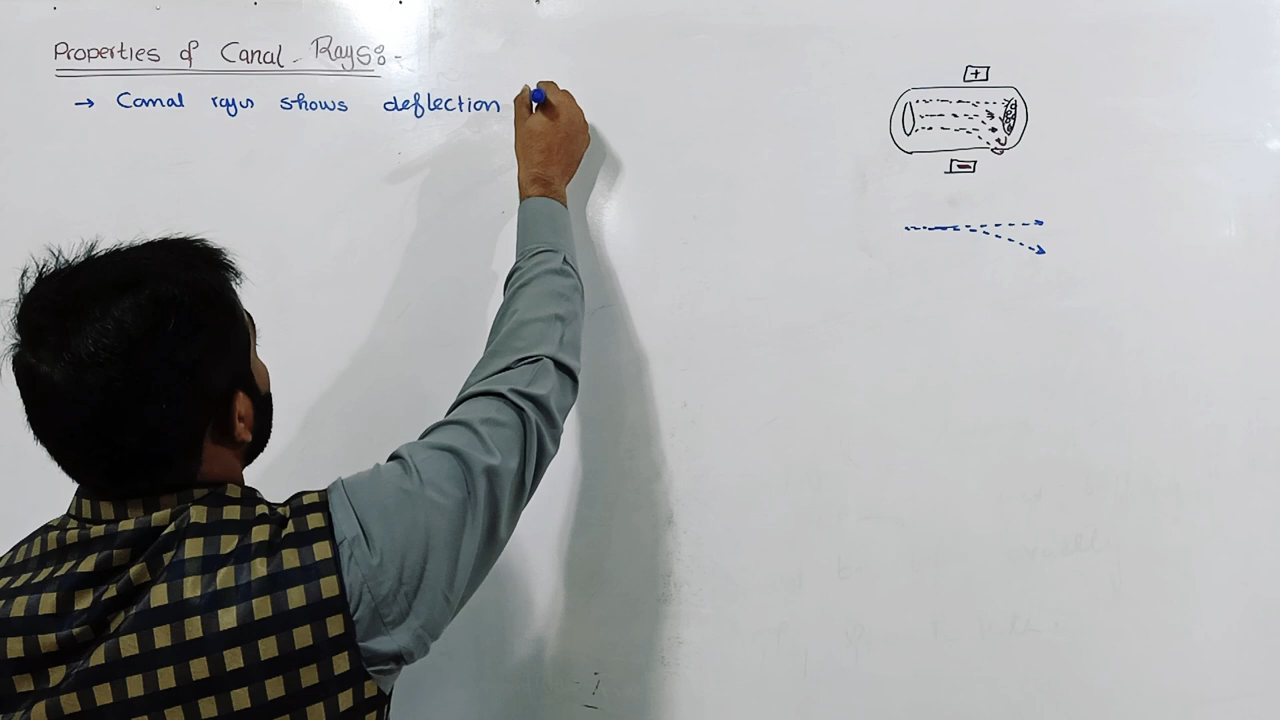 Properties of Canal - Rays:-
→ Canal rays shows deflection
+
-